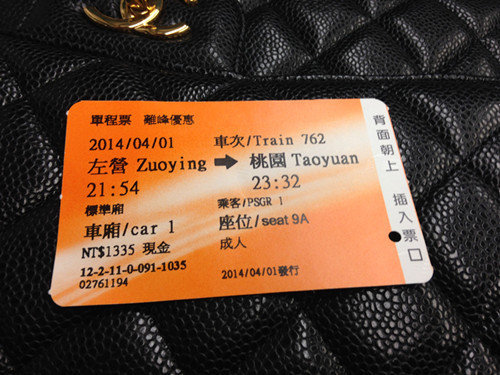 單程票 離峰優惠
2014/04/01 車次/Train 762
左營 Zuoying → 桃園 Taoyuan
21:54 23:32
標準廂 乘客/PSGR 1
車廂/car 1 座位/seat 9A
NT$1335 現金 成人
12-2-11-0-091-1035
02761194 2014/04/01發行
背面朝上 插入票口